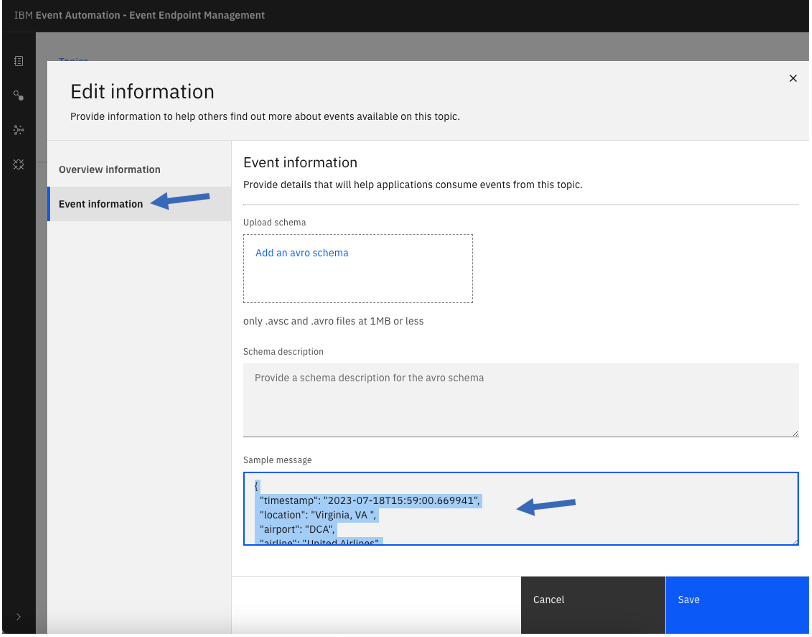 IBM Event Automation - Event Endpoint Management
Topics
Edit information
Provide information to help others find out more about events available on this topic.
Overview information
Event information
Event information
Provide details that will help applications consume events from this topic.
Upload schema
Add an avro schema
only .avsc and .avro files at 1MB or less
Schema description
Provide a schema description for the avro schema
Sample message
{
"timestamp": "2023-07-18T15:59:00.669941",
"location": "Virginia, VA ",
"airport": "DCA",
"airline": "United Airlines",
Cancel
Save